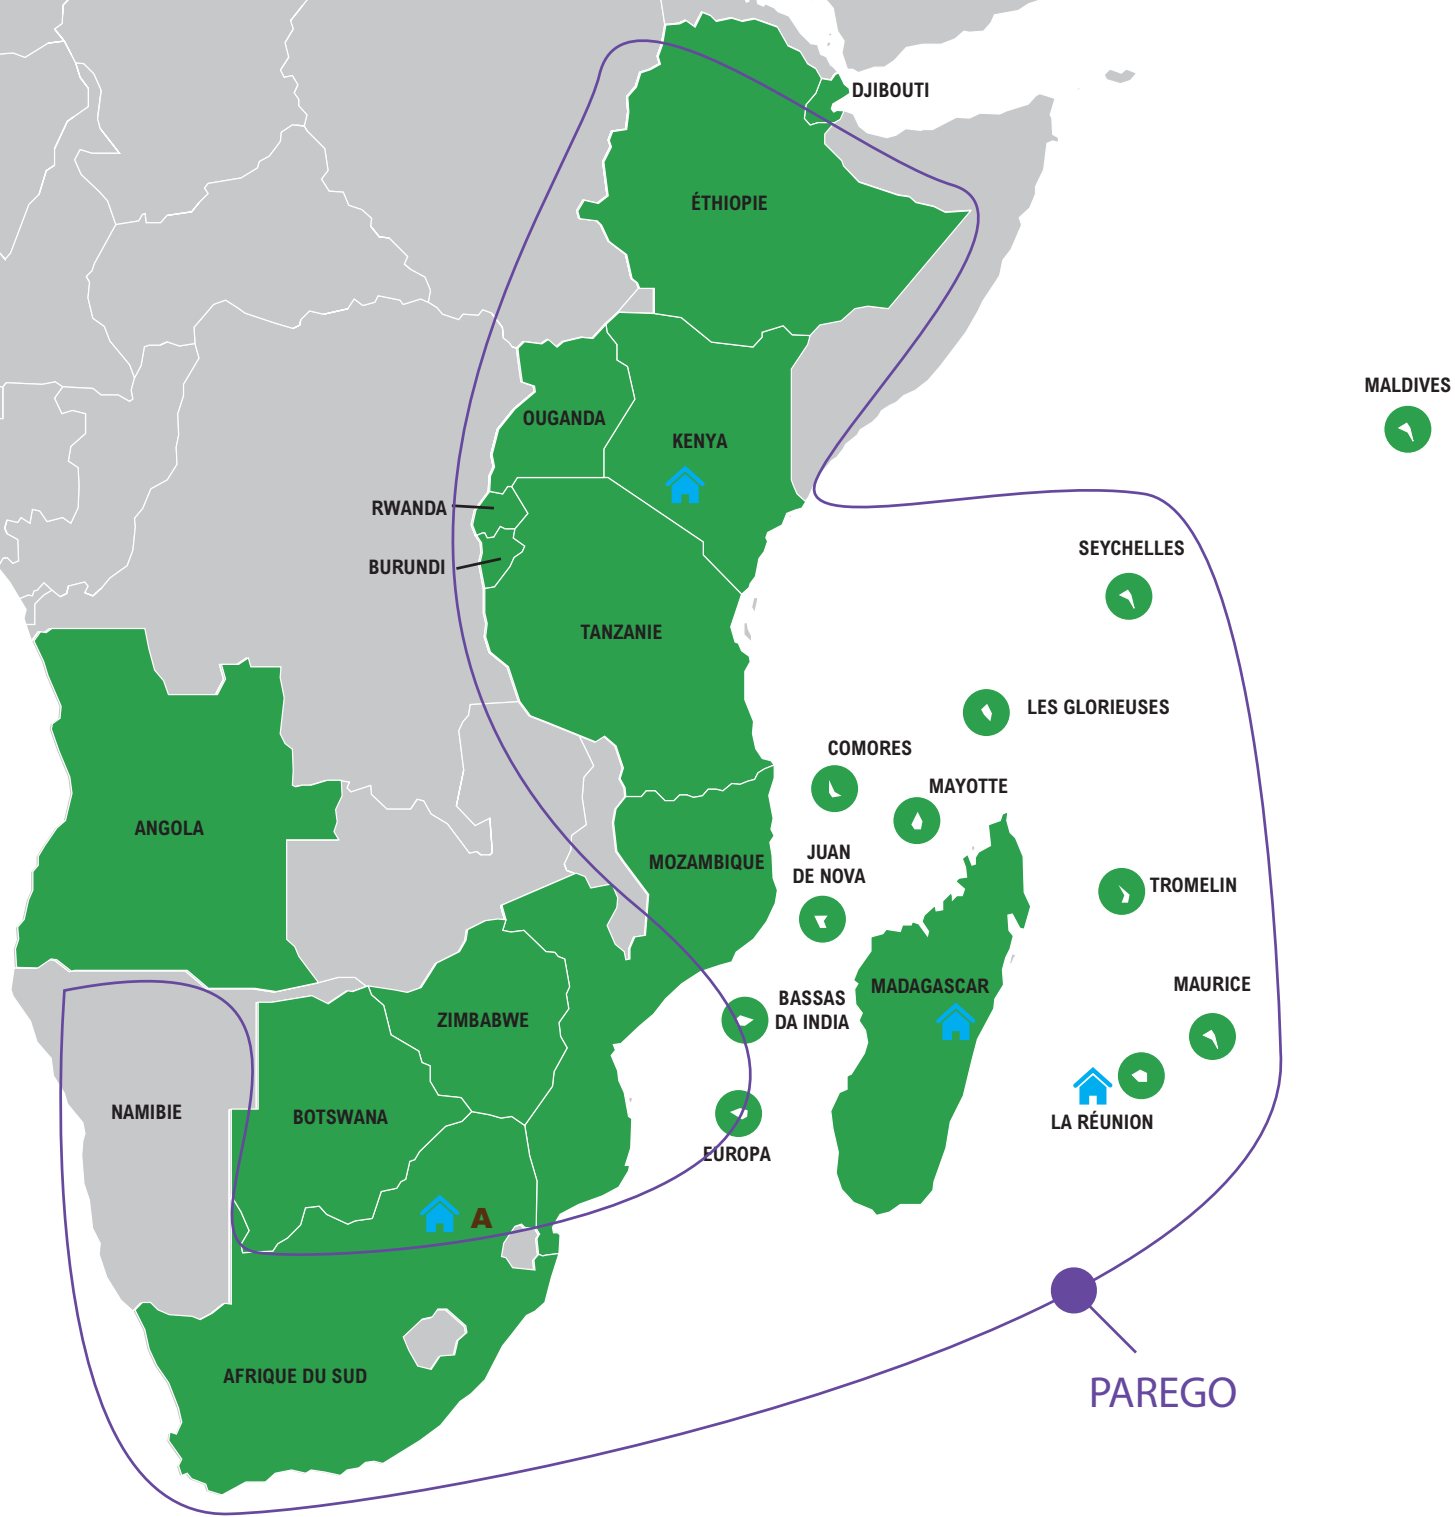 DJIBOUTI
ÉTHIOPIE
MALDIVES
OUGANDA
KENYA
RWANDA
SEYCHELLES
BURUNDI
TANZANIE
LES GLORIEUSES
COMORES
MAYOTTE
ANGOLA
JUAN
DE NOVA
MOZAMBIQUE
TROMELIN
MADAGASCAR
MAURICE
BASSAS
DA INDIA
ZIMBABWE
NAMIBIE
BOTSWANA
LA RÉUNION
EUROPA
A
AFRIQUE DU SUD
PAREGO